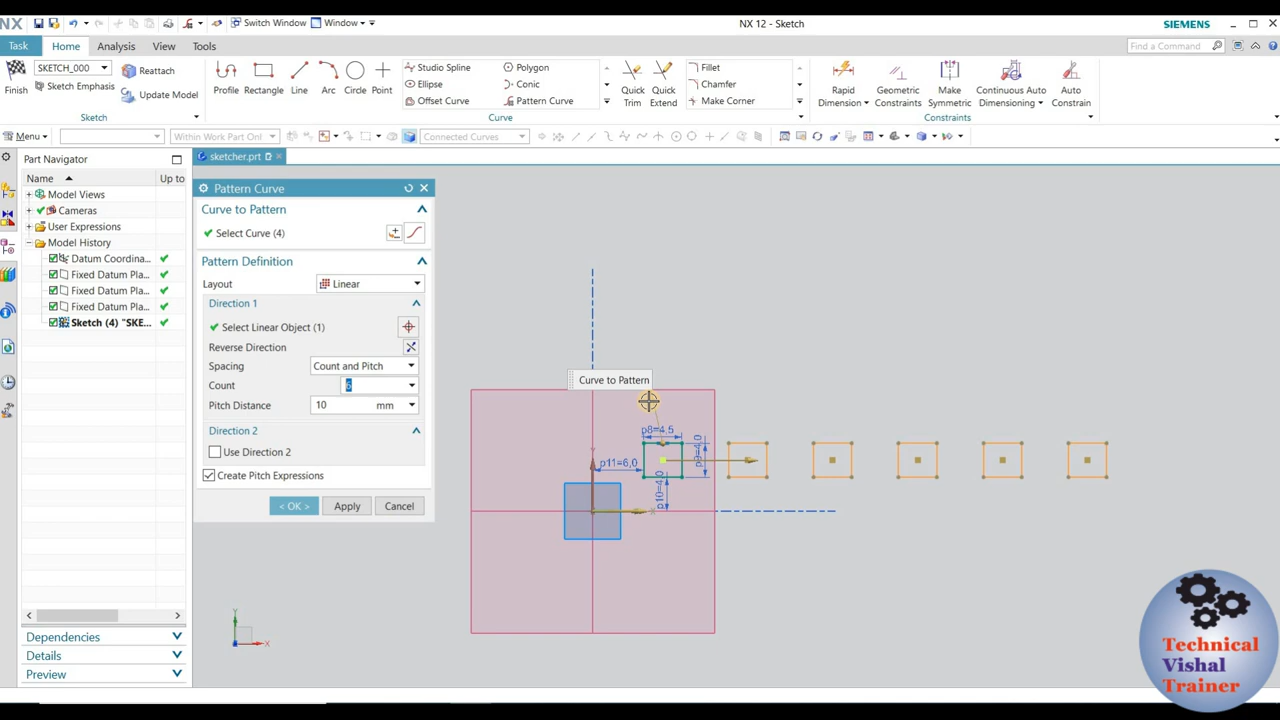 NX
Switch Window
Window
NX 12 - Sketch
SIEMENS
Task
Home
Analysis
View
Tools
Find a Command
Finish
SKETCH_000
Sketch Emphasis
Reattach
Update Model
Sketch
Profile
Rectangle
Line
Arc
Circle
Point
Studio Spline
Ellipse
Offset Curve
Polygon
Conic
Pattern Curve
Quick
Trim
Quick
Extend
Fillet
Chamfer
Make Corner
Curve
Rapid
Dimension
Geometric
Constraints
Make
Symmetric
Continuous Auto
Dimensioning
Auto
Constrain
Constraints
Menu
Within Work Part Onl
Connected Curves
Part Navigator
Name
Up to
Model Views
Cameras
User Expressions
Model History
Datum Coordina...
Fixed Datum Pla...
Fixed Datum Pla...
Fixed Datum Pla...
Sketch (4) "SKE...
Dependencies
Details
Preview
sketcher.prt
Pattern Curve
Curve to Pattern
Select Curve (4)
Pattern Definition
Layout
Linear
Direction 1
Select Linear Object (1)
Reverse Direction
Spacing
Count and Pitch
Count
6
Pitch Distance
10
mm
Direction 2
Use Direction 2
Create Pitch Expressions
< OK >
Apply
Cancel
Curve to Pattern
p8=4,5
p9=4,0
p11=6,0
p10=4,0
X
Y
X
Technical
Vishal
Trainer